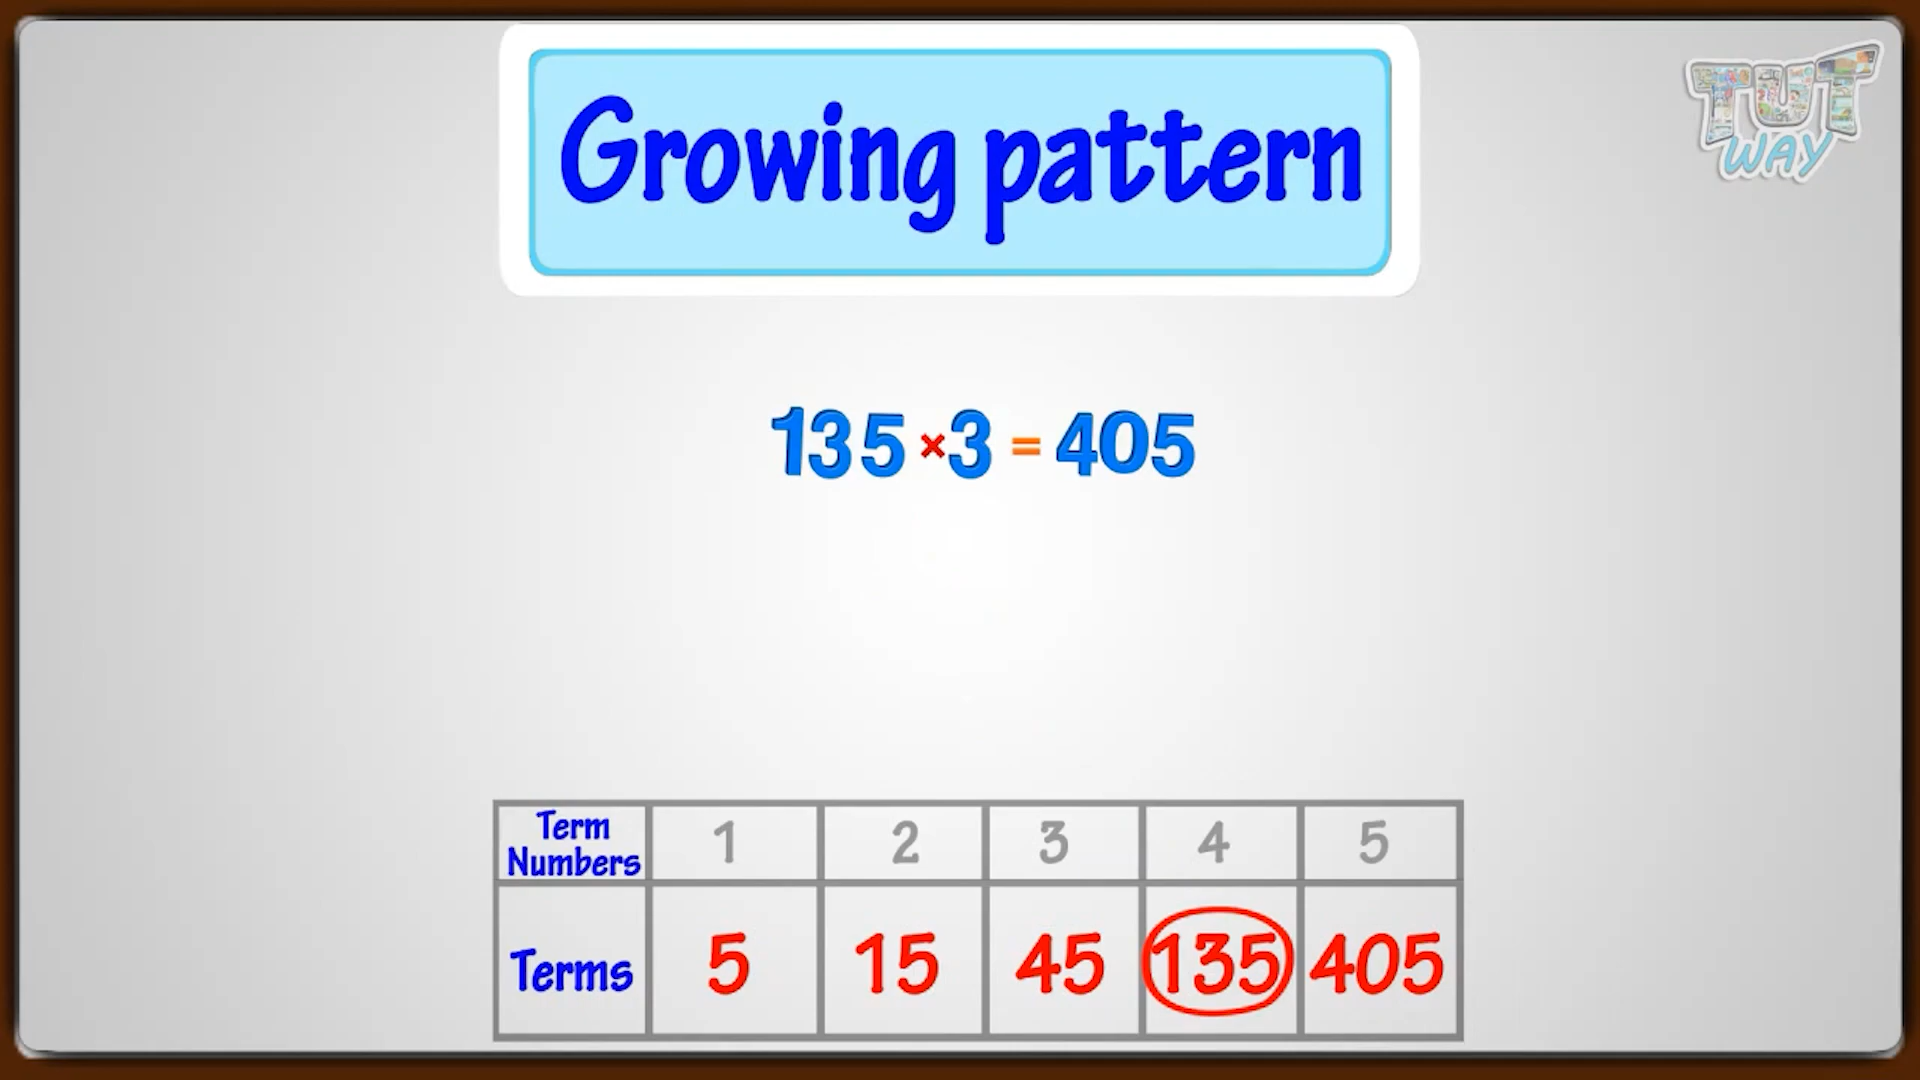 TUT
WAY
Growing pattern
135 × 3 = 405
Term Numbers 1 2 3 4 5
Terms 5 15 45 135 405